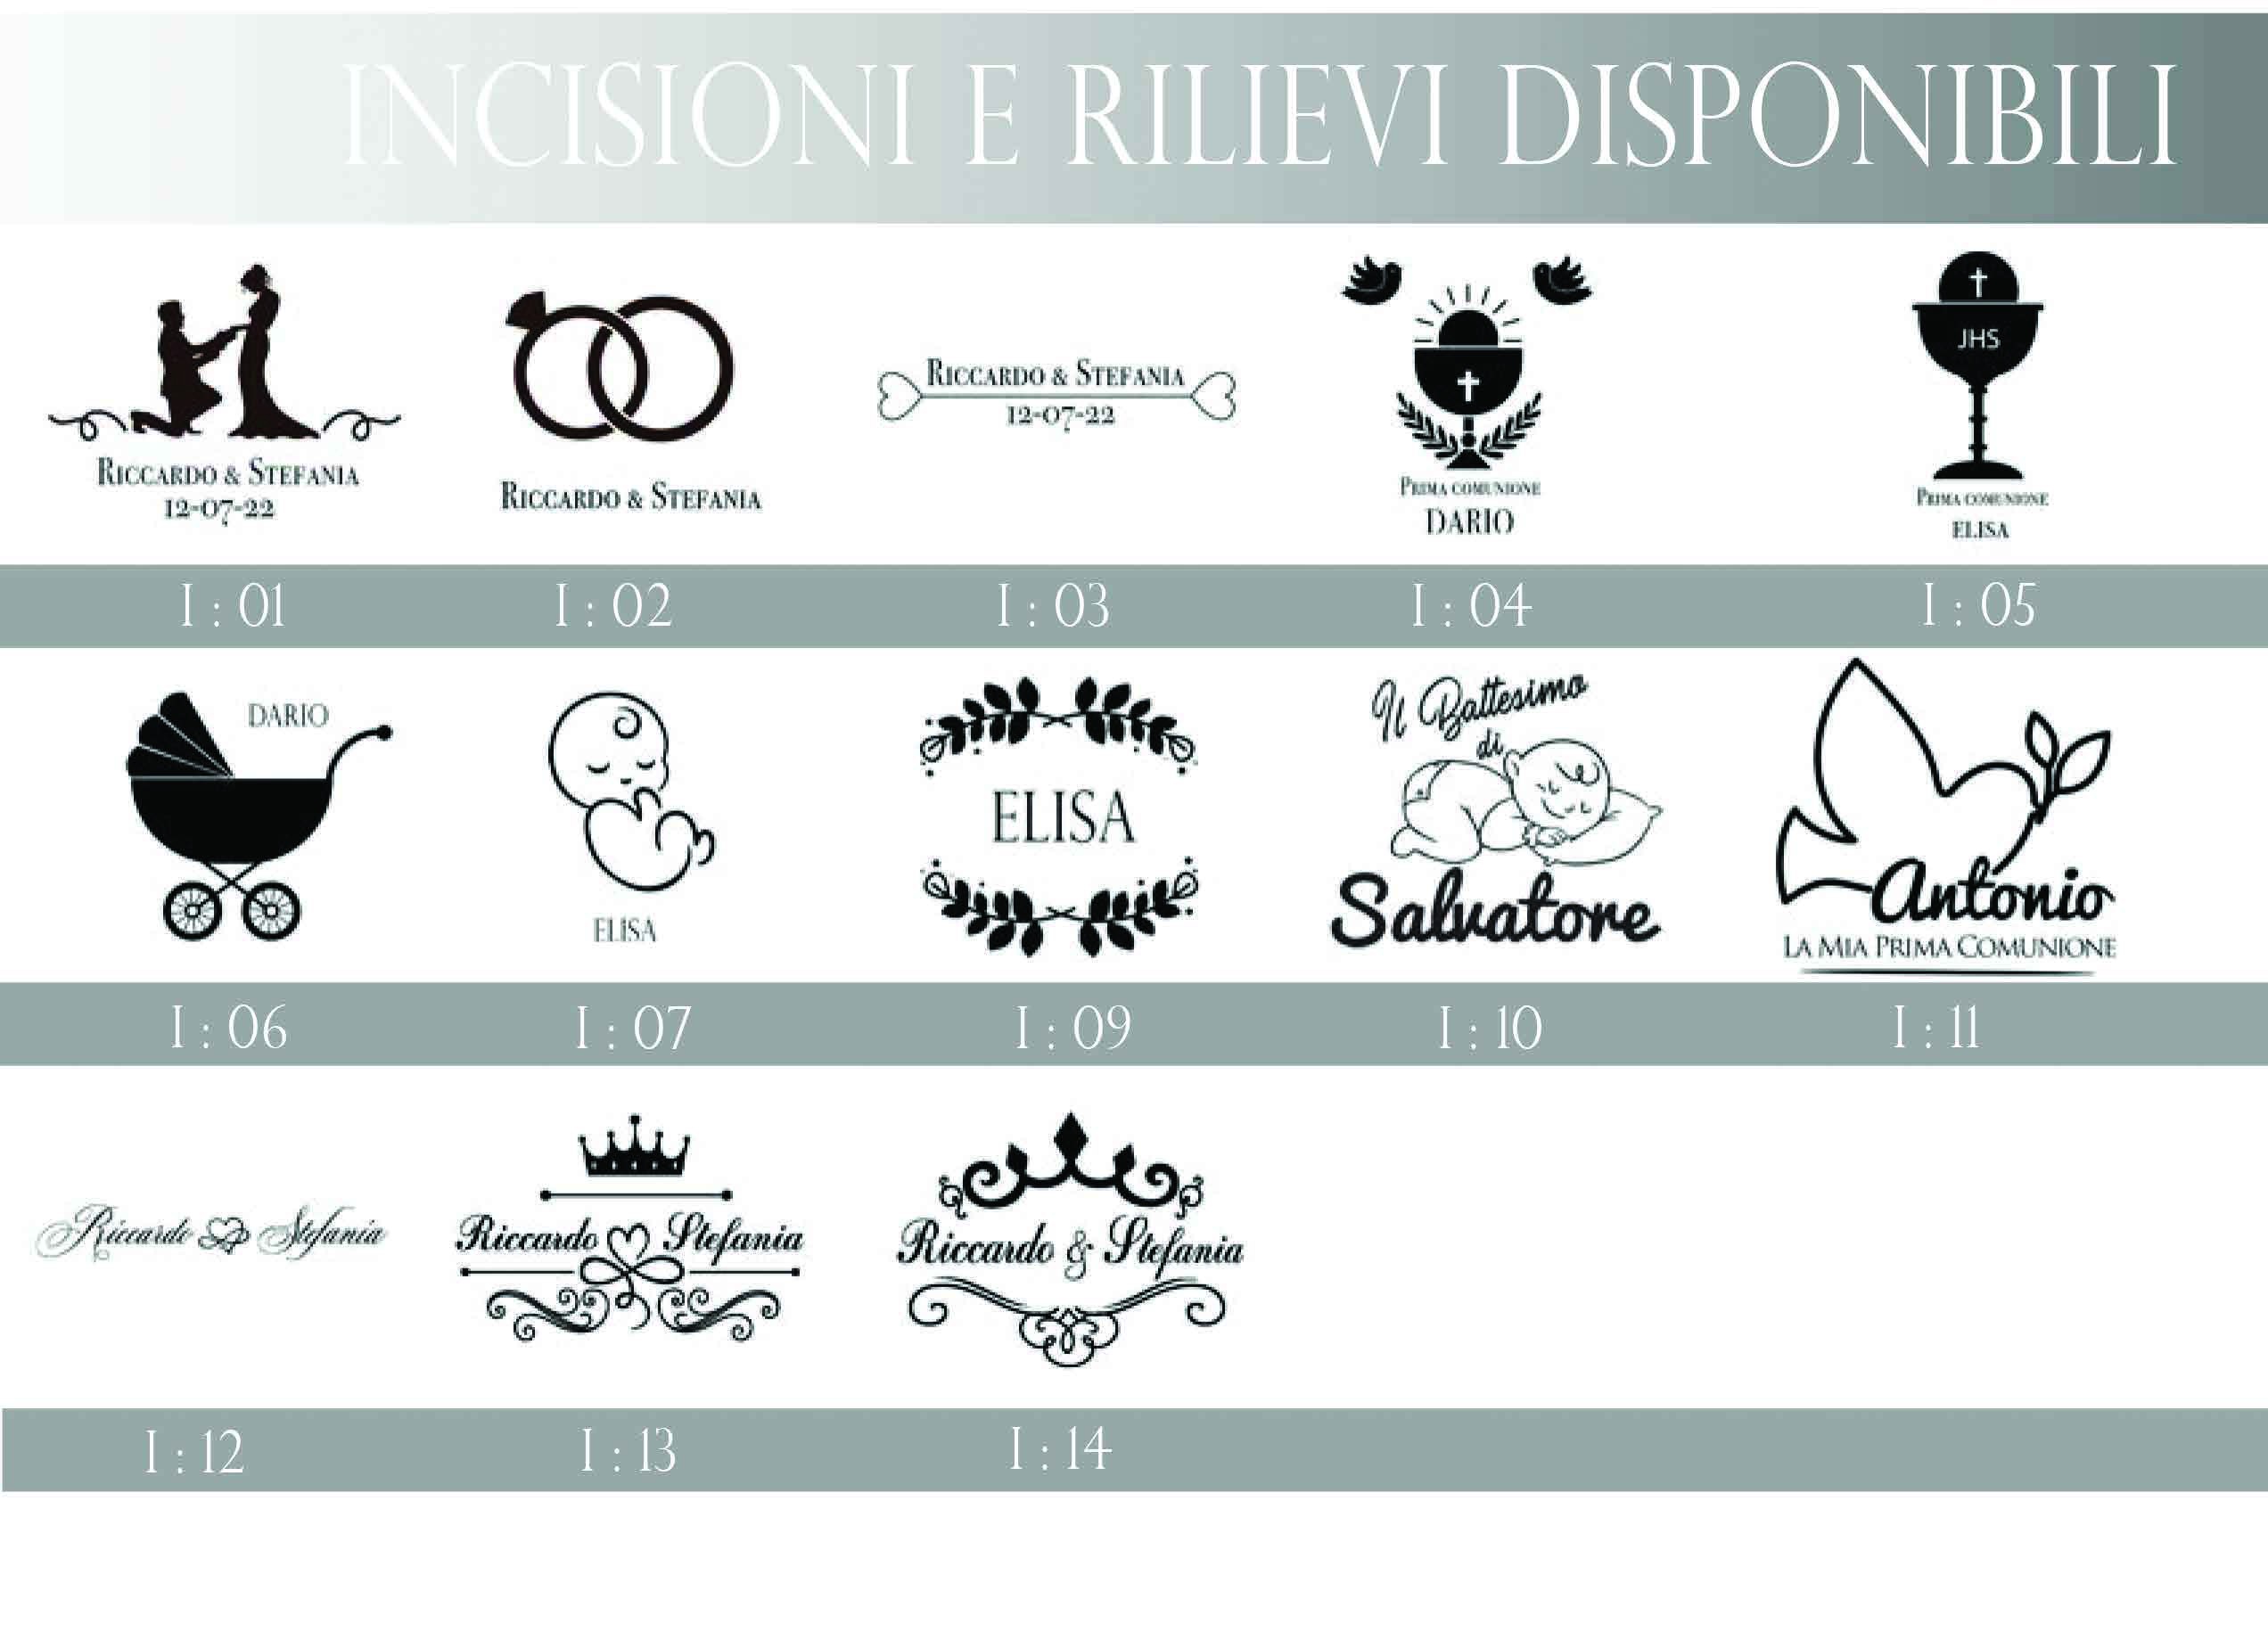 INCISIONI E RILIEVI DISPONIBILI
RICCARDO & STEFANIA
12-07-22
RICCARDO & STEFANIA
RICCARDO & STEFANIA
12-07-22
PRIMA COMUNIONE
DARIO
JHS
PRIMA COMUNIONE
ELISA
I : 01
I : 02
I : 03
I : 04
I : 05
DARIO
ELISA
ELISA
Il Battesimo
di
Salvatore
Antonio
LA MIA PRIMA COMUNIONE
I : 06
I : 07
I : 09
I : 10
I : 11
Riccardo Stefania
Riccardo Stefania
Riccardo & Stefania
I : 12
I : 13
I : 14